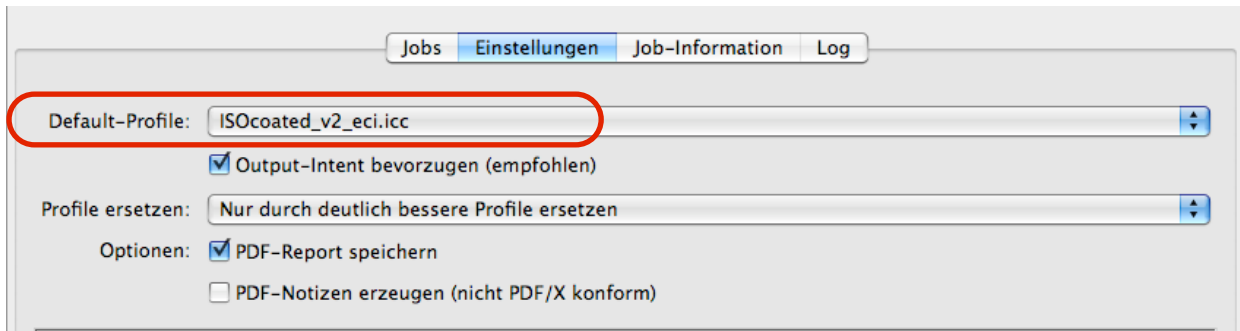 Jobs Einstellungen Job-Information Log
Default-Profile: ISOcoated_v2_eci.icc
Output-Intent bevorzugen (empfohlen)
Profile ersetzen: Nur durch deutlich bessere Profile ersetzen
Optionen: PDF-Report speichern
PDF-Notizen erzeugen (nicht PDF/X konform)